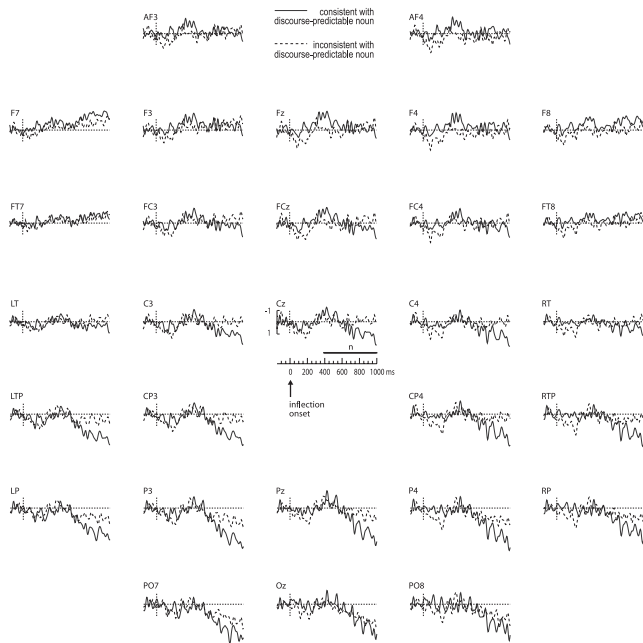 AF3
consistent with
discourse-predictable noun
inconsistent with
discourse-predictable noun
AF4
F7
F3
Fz
F4
F8
FT7
FC3
FCz
FC4
FT8
LT
C3
Cz
C4
RT
-1
1
n
0 200 400 600 800 1000 ms
inflection
onset
LTP
CP3
CP4
RTP
LP
P3
Pz
P4
RP
PO7
Oz
PO8